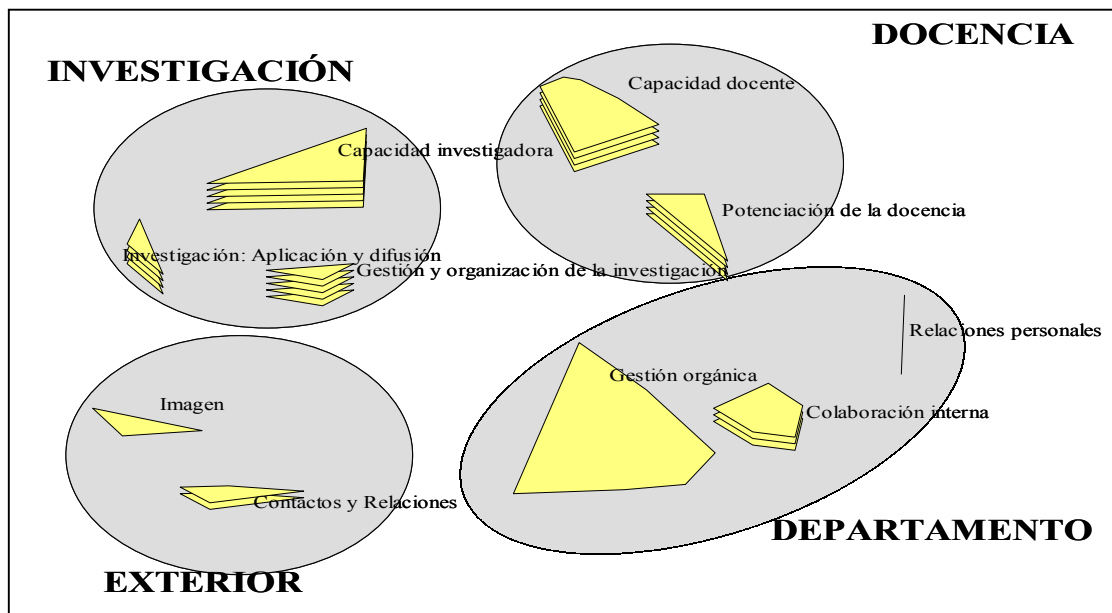 DOCENCIA
INVESTIGACIÓN
Capacidad docente
Capacidad investigadora
Potenciación de la docencia
Investigación: Aplicación y difusión
Gestión y organización de la investigación
Relaciones personales
Gestión orgánica
Imagen
Colaboración interna
Contactos y Relaciones
DEPARTAMENTO
EXTERIOR